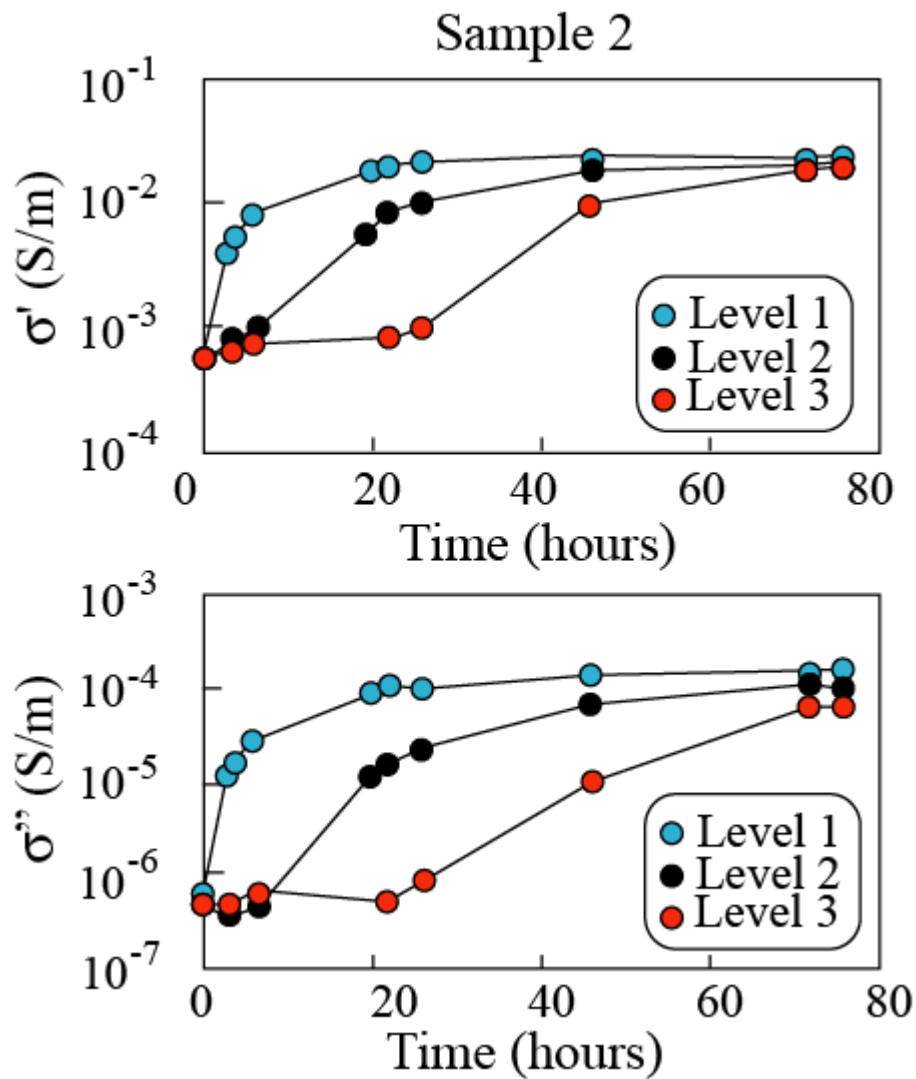 Sample 2
10⁻¹
10⁻²
10⁻³
10⁻⁴
σ' (S/m)
Level 1
Level 2
Level 3
0 20 40 60 80
Time (hours)
10⁻³
10⁻⁴
10⁻⁵
10⁻⁶
10⁻⁷
σ” (S/m)
Level 1
Level 2
Level 3
0 20 40 60 80
Time (hours)